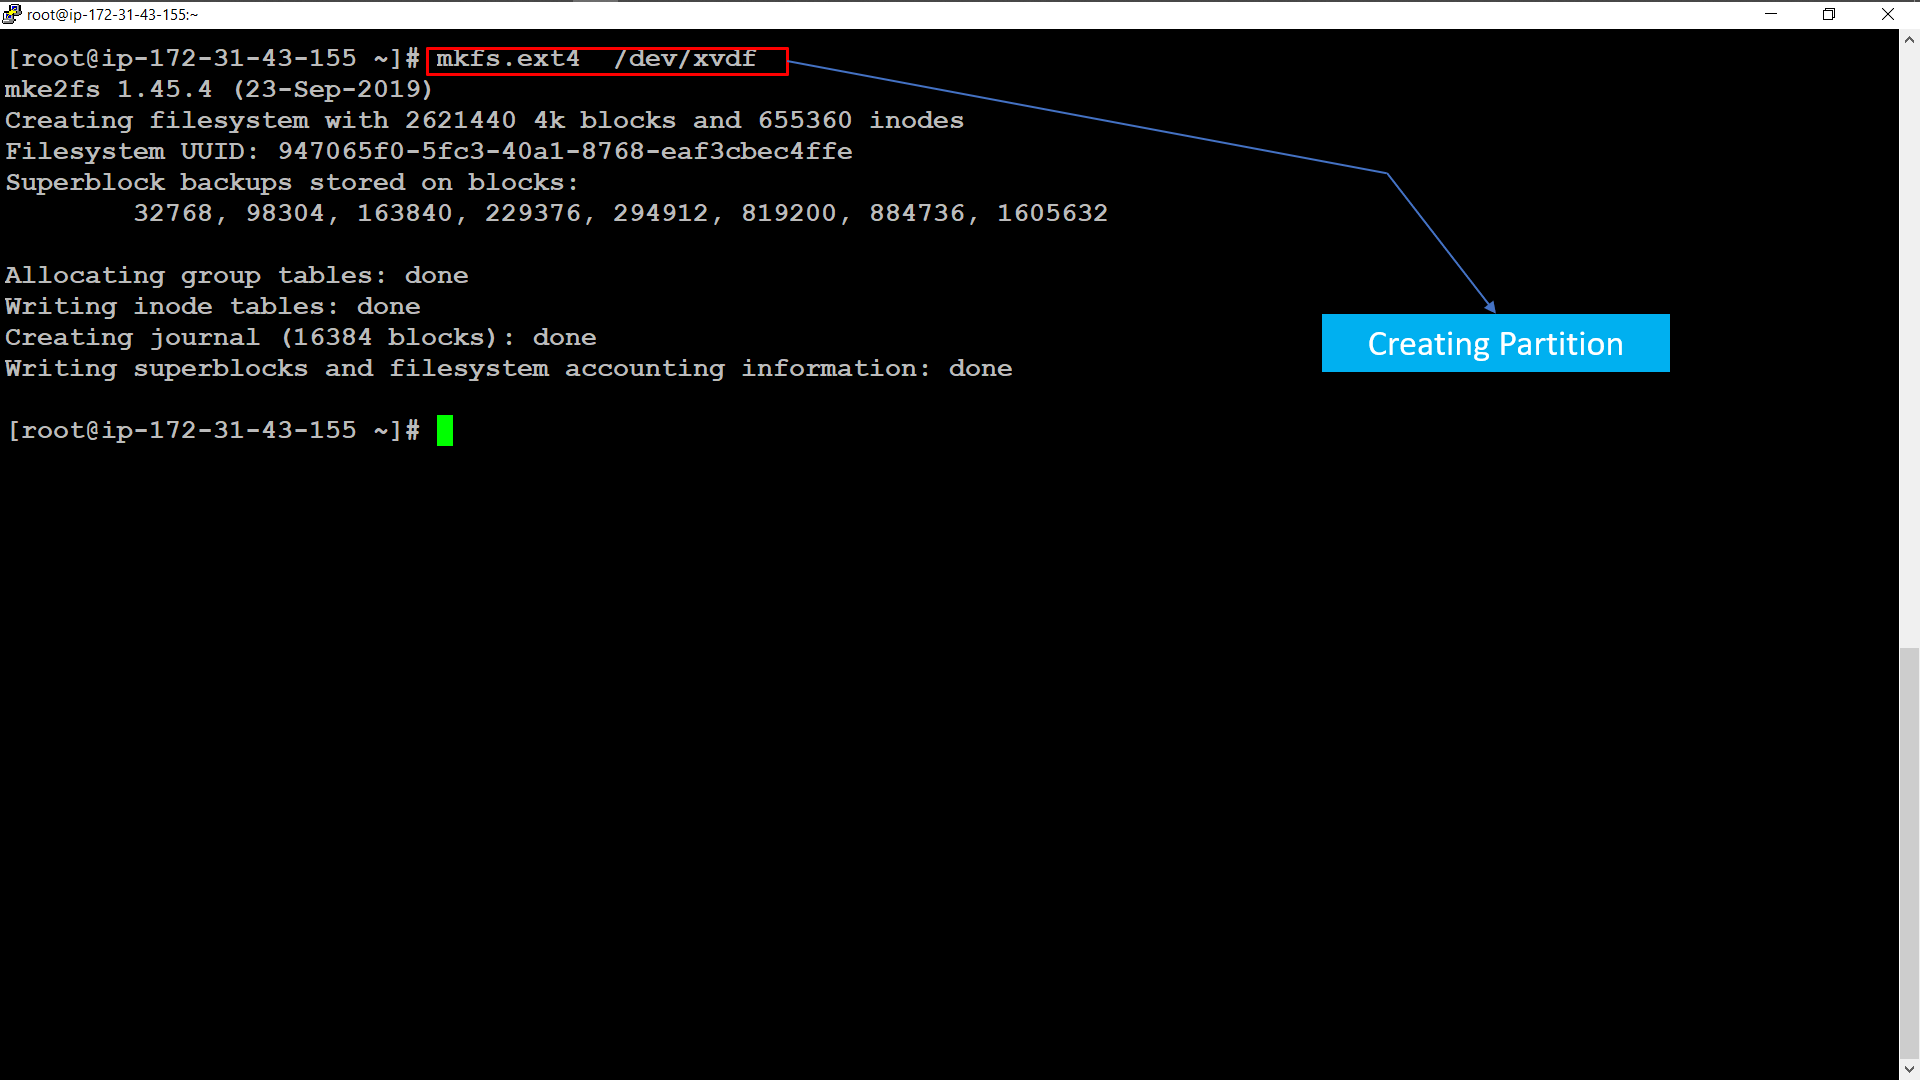 root@ip-172-31-43-155:~
[root@ip-172-31-43-155 ~]# mkfs.ext4  /dev/xvdf
mke2fs 1.45.4 (23-Sep-2019)
Creating filesystem with 2621440 4k blocks and 655360 inodes
Filesystem UUID: 947065f0-5fc3-40a1-8768-eaf3cbec4ffe
Superblock backups stored on blocks:
32768, 98304, 163840, 229376, 294912, 819200, 884736, 1605632
Allocating group tables: done
Writing inode tables: done
Creating journal (16384 blocks): done
Creating Partition
Writing superblocks and filesystem accounting information: done
[root@ip-172-31-43-155 ~]#